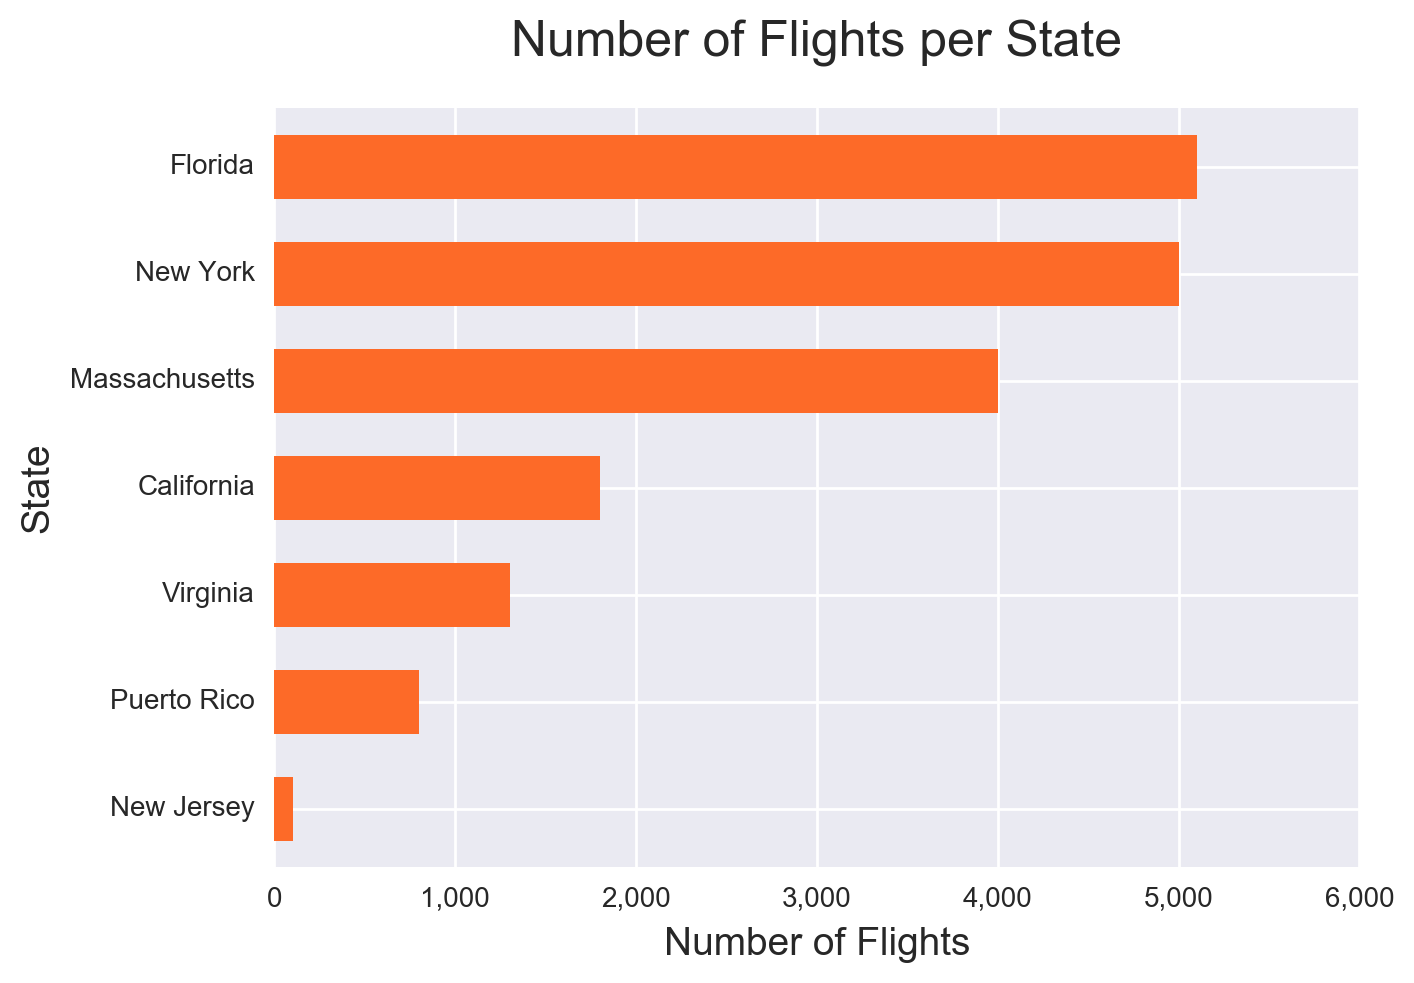 Number of Flights per State
State
Florida
New York
Massachusetts
California
Virginia
Puerto Rico
New Jersey
0 1,000 2,000 3,000 4,000 5,000 6,000
Number of Flights